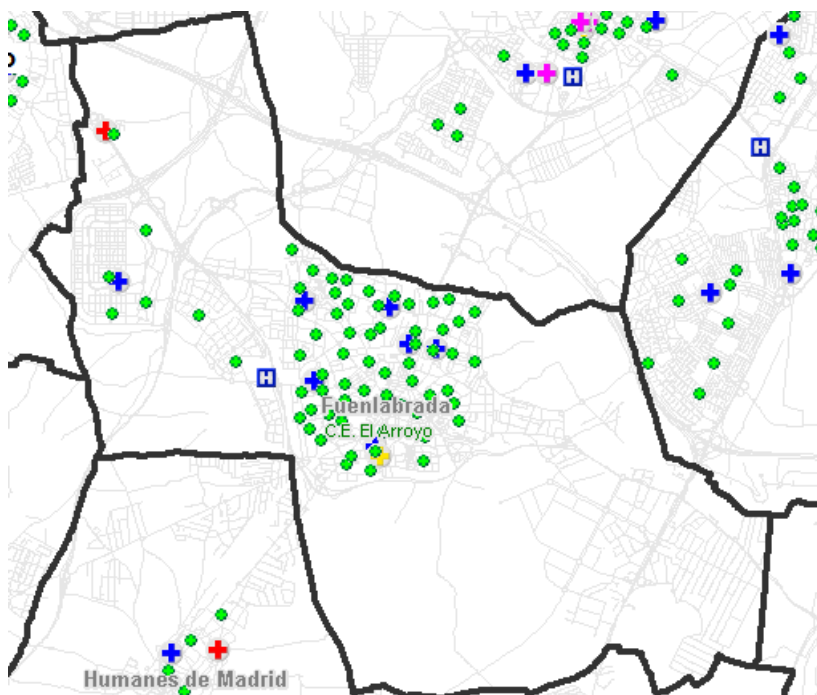 H
H
H
Fuenlabrada
C.E. El Arroyo
Humanes de Madrid